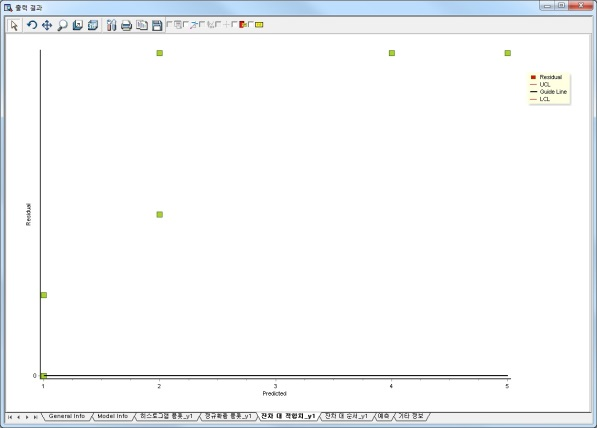 출력 결과
Residual
UCL
Guide Line
LCL
Residual
0
1 2 3 4 5
Predicted
General Info Model Info 히스토그램 플롯_y1 정규확률 플롯_y1 잔차 대 적합치_y1 잔차 대 순서_y1 예측 기타 정보